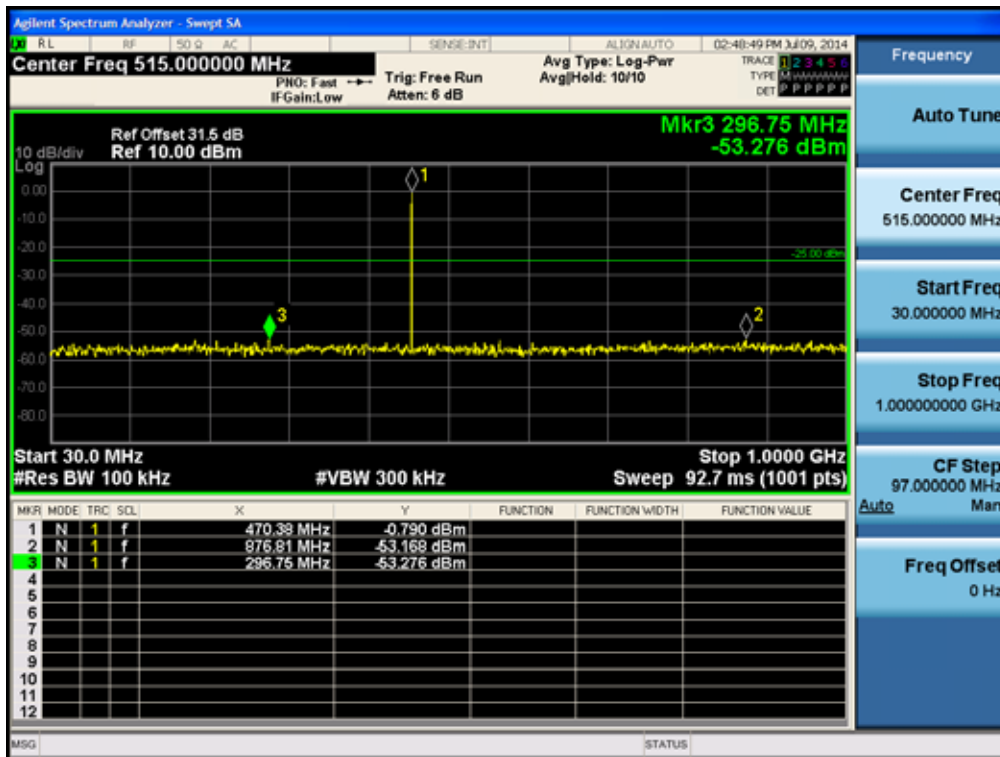 Agilent Spectrum Analyzer - Swept SA
RL RF 50 Ω AC SENSE:INT ALIGN AUTO 02:48:49 PM Jul 09, 2014
Center Freq 515.000000 MHz
PNO: Fast
IFGain:Low
Trig: Free Run
Atten: 6 dB
Avg Type: Log-Pwr
Avg|Hold: 10/10
TRACE 1 2 3 4 5 6
TYPE M
DET P P P P P P
Ref Offset 31.5 dB
10 dB/div Ref 10.00 dBm
Log
Mkr3 296.75 MHz
-53.276 dBm
0.00
-10.0
-20.0
-30.0
-40.0
-50.0
-60.0
-70.0
-80.0
-25.00 dBm
1
2
3
Start 30.0 MHz Stop 1.0000 GHz
#Res BW 100 kHz #VBW 300 kHz Sweep 92.7 ms (1001 pts)
MKR MODE TRC SCL X Y FUNCTION FUNCTION WIDTH FUNCTION VALUE
1 N 1 f 470.38 MHz -0.790 dBm
2 N 1 f 876.81 MHz -53.168 dBm
3 N 1 f 296.75 MHz -53.276 dBm
4
5
6
7
8
9
10
11
12
MSG STATUS
Frequency
Auto Tune
Center Freq
515.000000 MHz
Start Freq
30.000000 MHz
Stop Freq
1.000000000 GHz
CF Step
97.000000 MHz
Auto Man
Freq Offset
0 Hz